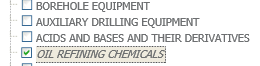 BOREHOLE EQUIPMENT
AUXILIARY DRILLING EQUIPMENT
ACIDS AND BASES AND THEIR DERIVATIVES
OIL REFINING CHEMICALS